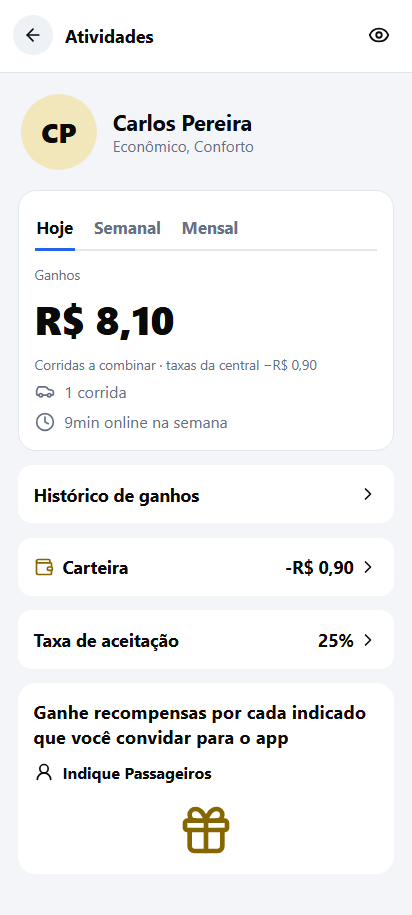 Atividades
CP
Carlos Pereira
Econômico, Conforto
Hoje Semanal Mensal
Ganhos
R$ 8,10
Corridas a combinar · taxas da central −R$ 0,90
1 corrida
9min online na semana
Histórico de ganhos
Carteira -R$ 0,90
Taxa de aceitação 25%
Ganhe recompensas por cada indicado
que você convidar para o app
Indique Passageiros